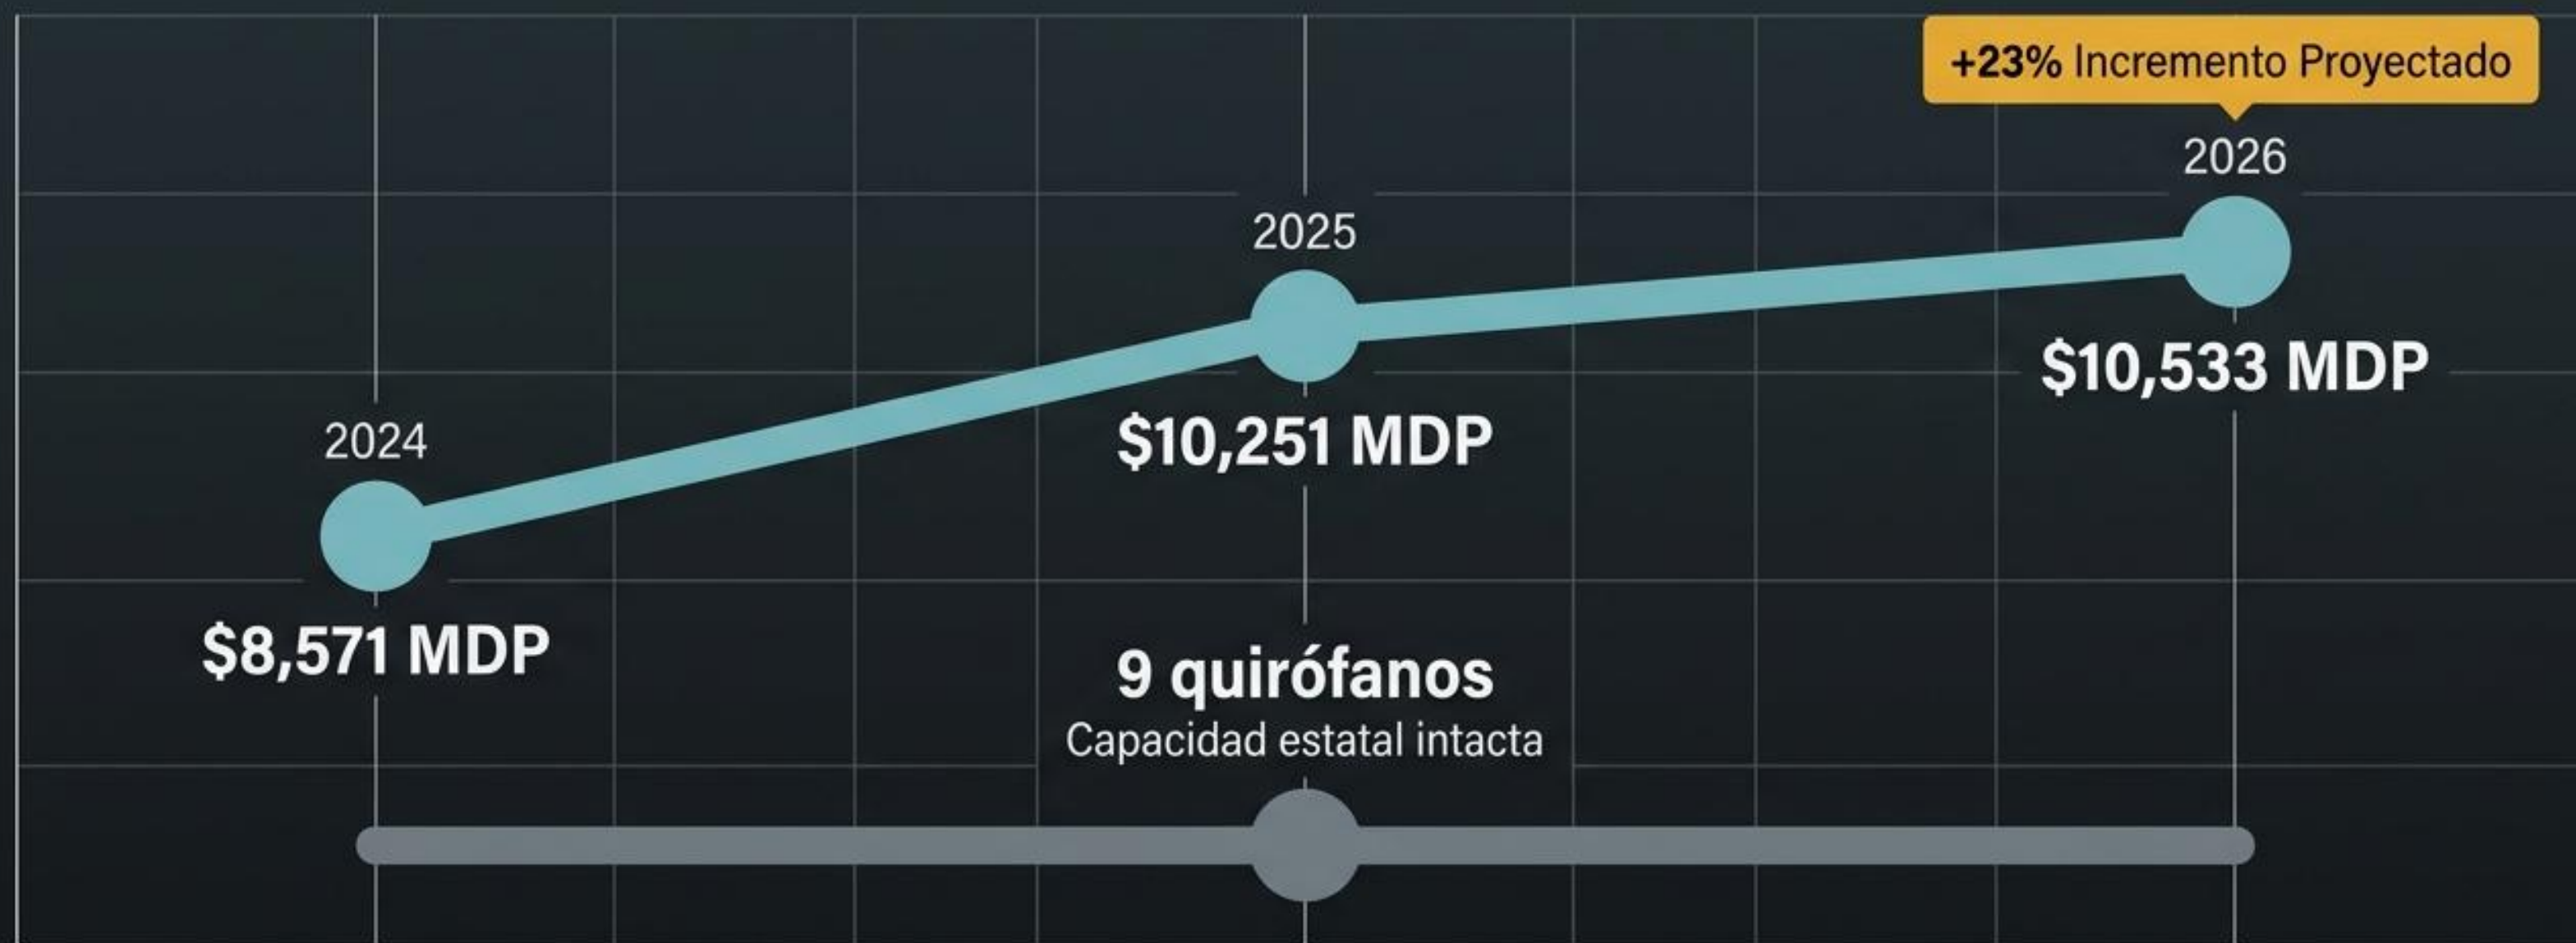 +23% Incremento Proyectado
2026
2025
2024
$10,533 MDP
$10,251 MDP
$8,571 MDP
9 quirófanos
Capacidad estatal intacta